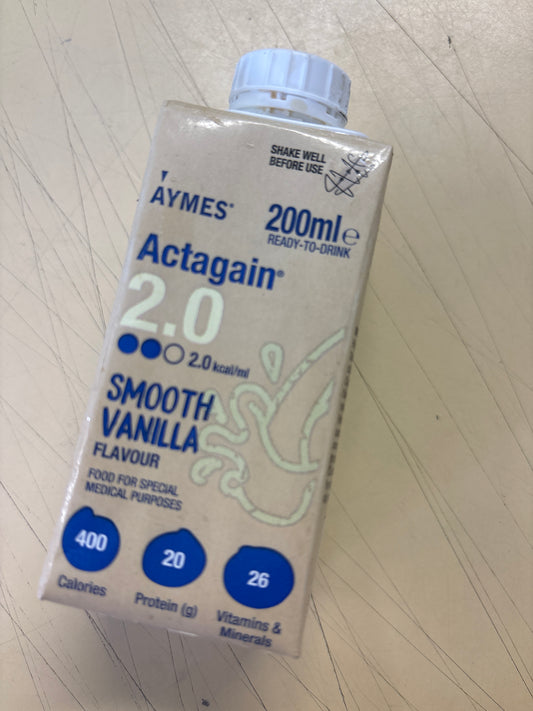 SHAKE WELL
BEFORE USE
AYMES®
200ml e
READY-TO-DRINK
Actagain®
2.0
2.0 kcal/ml
SMOOTH
VANILLA
FLAVOUR
FOOD FOR SPECIAL
MEDICAL PURPOSES
400
Calories
20
Protein (g)
26
Vitamins &
Minerals